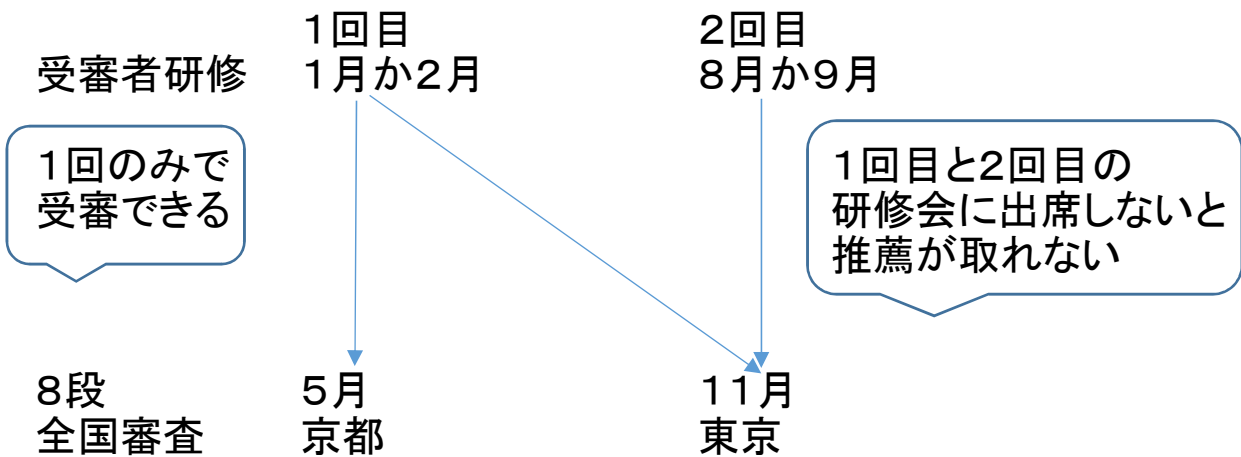 1回目
2回目
受審者研修
1月か2月
8月か9月
1回のみで
受審できる
1回目と2回目の
研修会に出席しないと
推薦が取れない
8段
5月
11月
全国審査
京都
東京